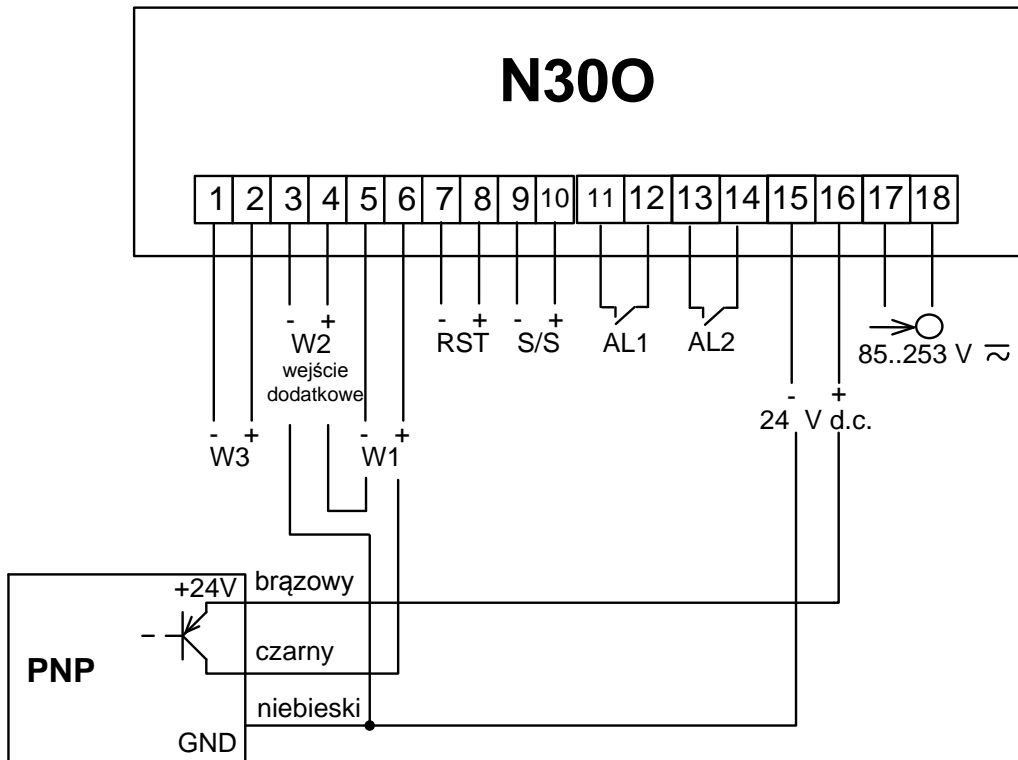 N30O
1 2 3 4 5 6 7 8 9 10 11 12 13 14 15 16 17 18
- + - + - +
W2 RST S/S AL1 AL2
85..253 V
wejście
dodatkowe
- +
24 V d.c.
- + - +
W3 W1
+24V brązowy
PNP
czarny
niebieski
GND